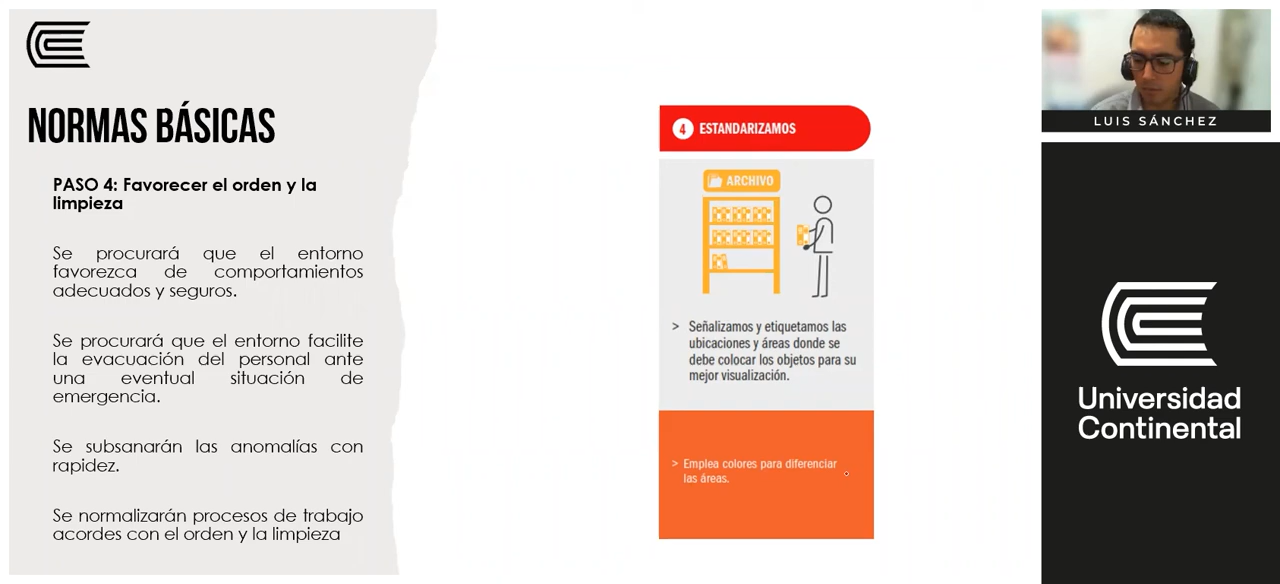 NORMAS BÁSICAS
PASO 4: Favorecer el orden y la
limpieza
Se procurará que el entorno
favorezca de comportamientos
adecuados y seguros.
Se procurará que el entorno facilite
la evacuación del personal ante
una eventual situación de
emergencia.
Se subsanarán las anomalías con
rapidez.
Se normalizarán procesos de trabajo
acordes con el orden y la limpieza
4 ESTANDARIZAMOS
ARCHIVO
> Señalizamos y etiquetamos las
ubicaciones y áreas donde se
debe colocar los objetos para su
mejor visualización.
> Emplea colores para diferenciar
las áreas.
LUIS SÁNCHEZ
Universidad
Continental